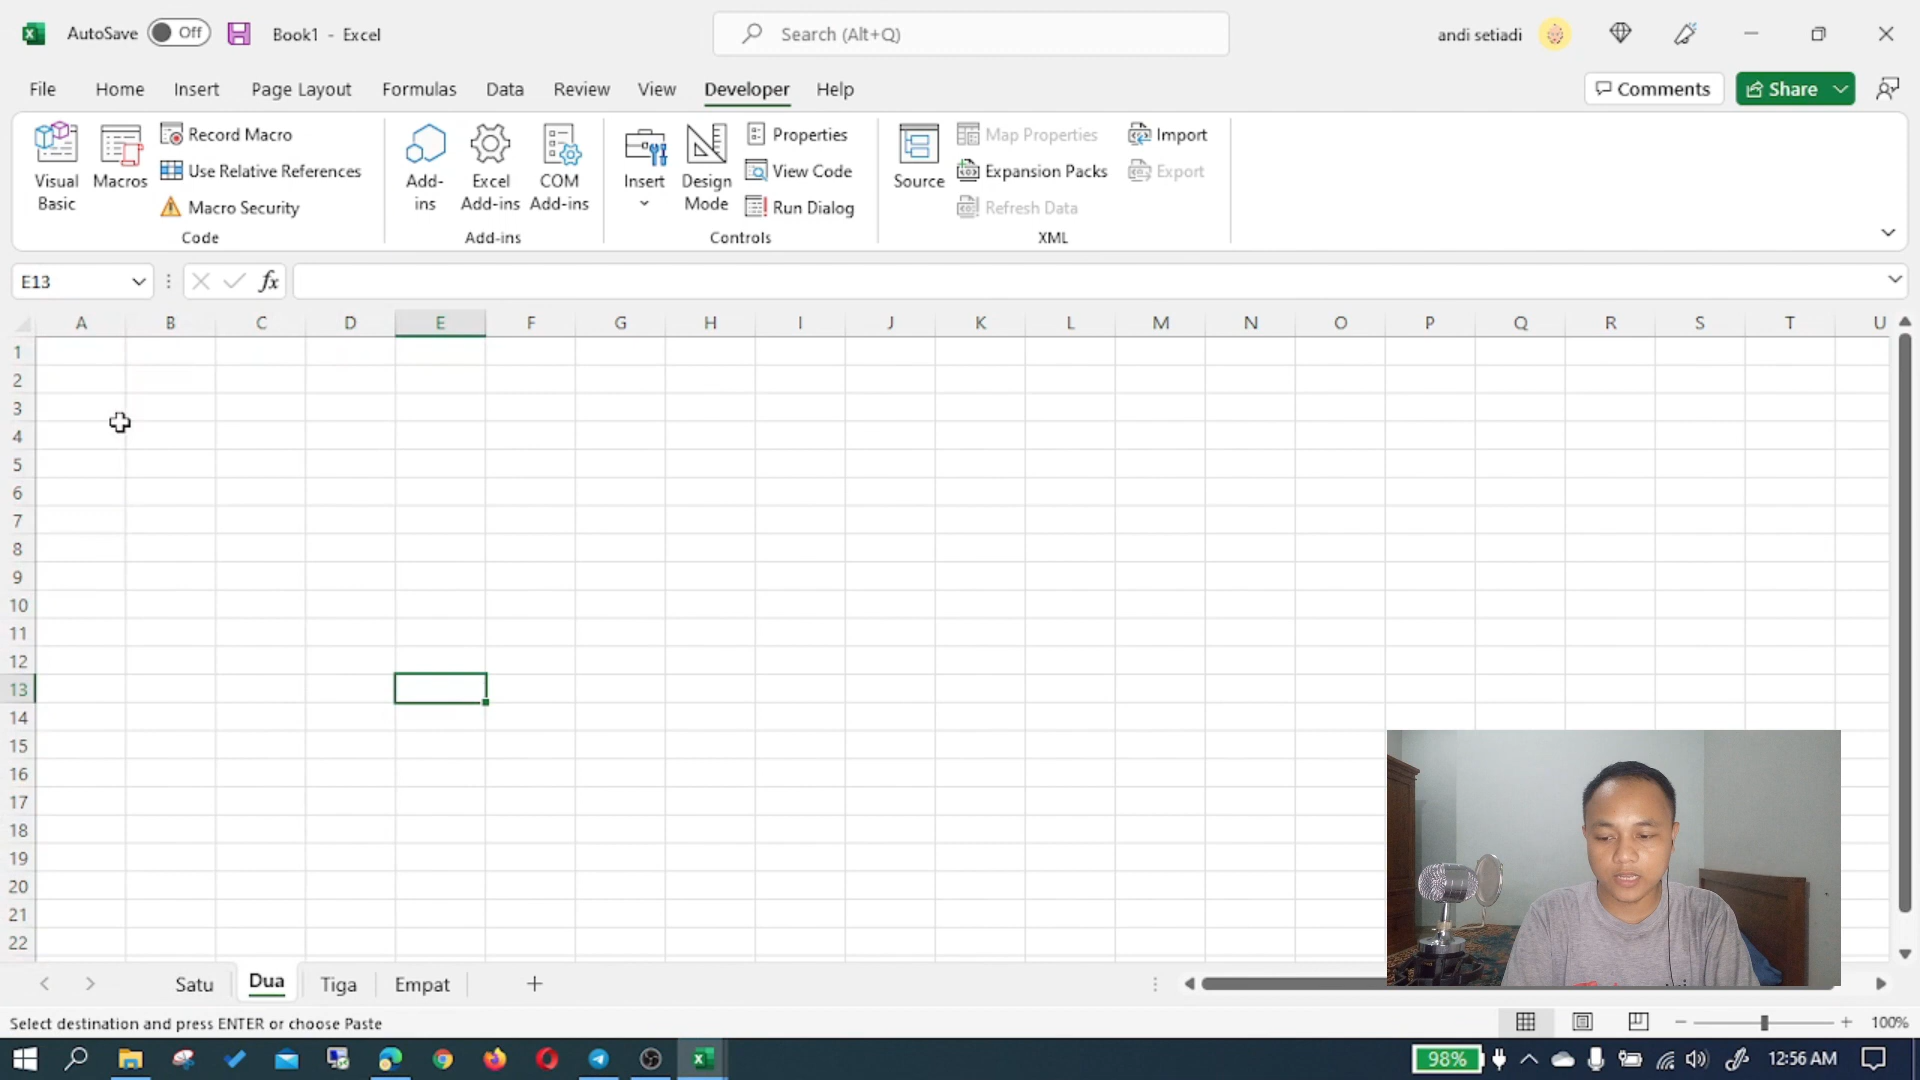 AutoSave Off Book1 - Excel Search (Alt+Q) andi setiadi
File Home Insert Page Layout Formulas Data Review View Developer Help Comments Share
Visual Basic Macros Record Macro Use Relative References Macro Security
Code
Add-ins Excel Add-ins COM Add-ins
Add-ins
Insert Design Mode Properties View Code Run Dialog
Controls
Source Map Properties Expansion Packs Refresh Data Import Export
XML
E13 fx
A B C D E F G H I J K L M N O P Q R S T U
1
2
3
4
5
6
7
8
9
10
11
12
13
14
15
16
17
18
19
20
21
22
Satu Dua Tiga Empat
Select destination and press ENTER or choose Paste 100%
98% 12:56 AM